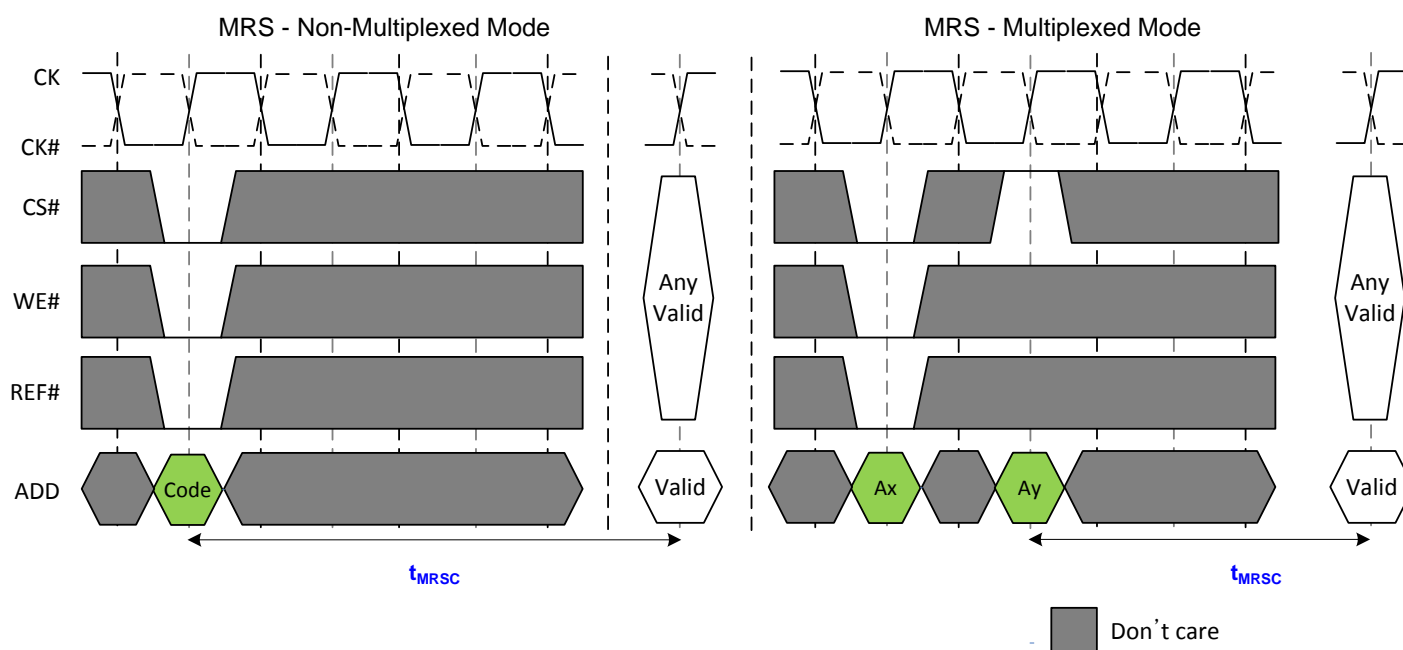 MRS - Non-Multiplexed Mode
MRS - Multiplexed Mode
CK
CK#
CS#
WE#
REF#
ADD
Any
Valid
Any
Valid
Code
Valid
Ax
Ay
Valid
tMRSC
tMRSC
Don't care